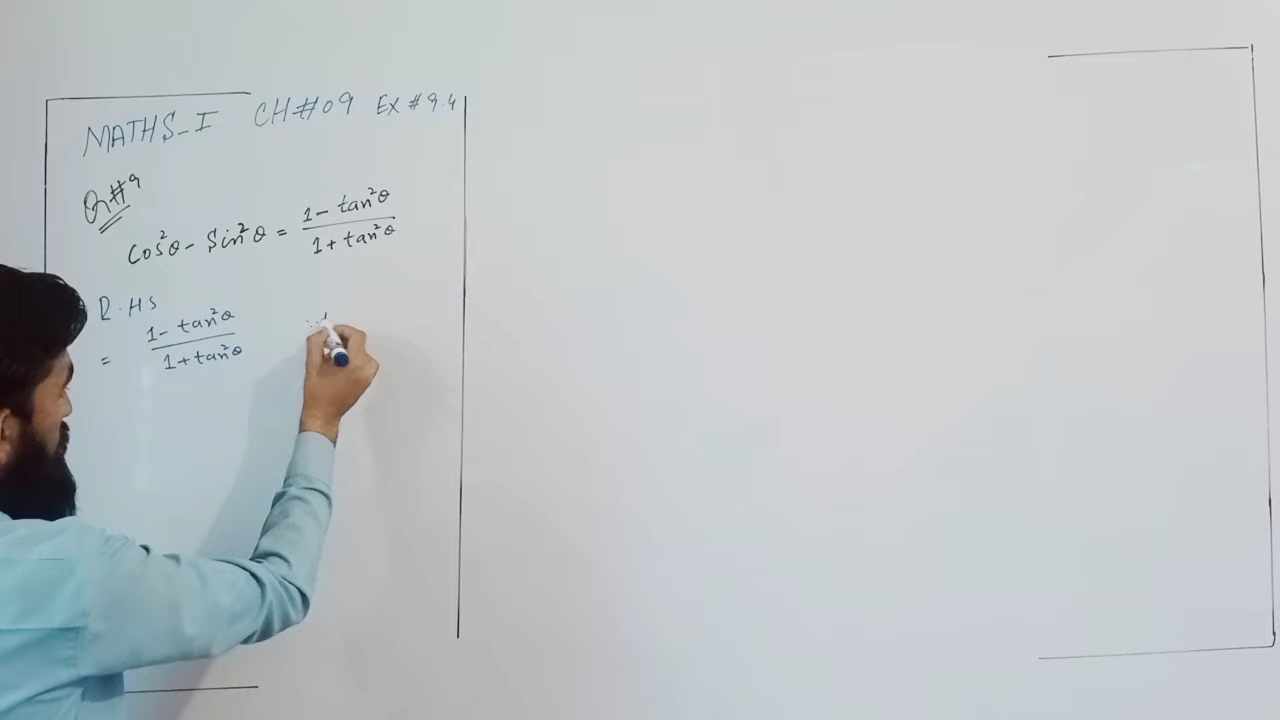 MATHS-I CH#09 Ex # 9.4
Q#9
Cos²θ - Sin²θ = 1 - tan²θ / 1 + tan²θ
R.H.S
= 1 - tan²θ / 1 + tan²θ ∵